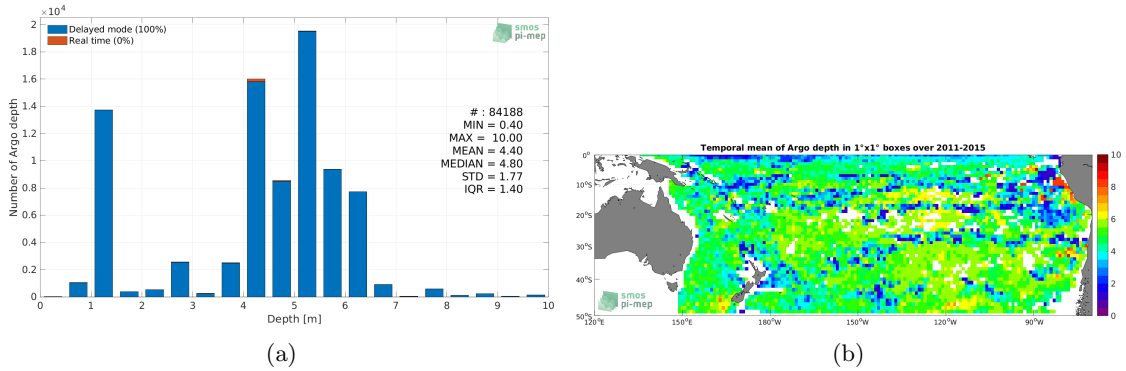 ×10⁴
Delayed mode (100%)
Real time (0%)
smos
pi-mep
2
1.8
1.6
1.4
1.2
1
0.8
0.6
0.4
0.2
0
Number of Argo depth
# : 84188
MIN = 0.40
MAX = 10.00
MEAN = 4.40
MEDIAN = 4.80
STD = 1.77
IQR = 1.40
1 2 3 4 5 6 7 8 9 10
Depth [m]
(a)
Temporal mean of Argo depth in 1°x1° boxes over 2011-2015
0°
10°S
20°S
30°S
40°S
50°S
120°E 150°E 180°W 150°W 120°W 90°W
smos
pi-mep
10
8
6
4
2
0
(b)